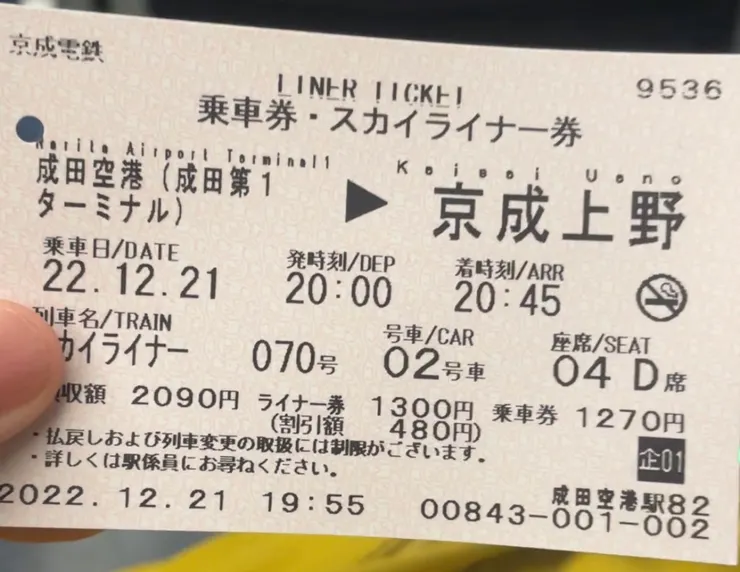 京成電鉄
LINER TICKET
9536
乗車券・スカイライナー券
Narita Airport Terminal1
Keisei Ueno
成田空港(成田第1
ターミナル)
▶
京成上野
乗車日/DATE
発時刻/DEP
着時刻/ARR
22.12.21
20:00
20:45
列車名/TRAIN
号車/CAR
座席/SEAT
カイライナー
070号
02号車
04 D席
収額 2090円 ライナー券 1300円 乗車券 1270円
(割引額 480円)
・払戻しおよび列車変更の取扱には制限がございます。
・詳しくは駅係員にお尋ねください。
企01
2022.12.21 19:55
成田空港駅82
00843-001-002